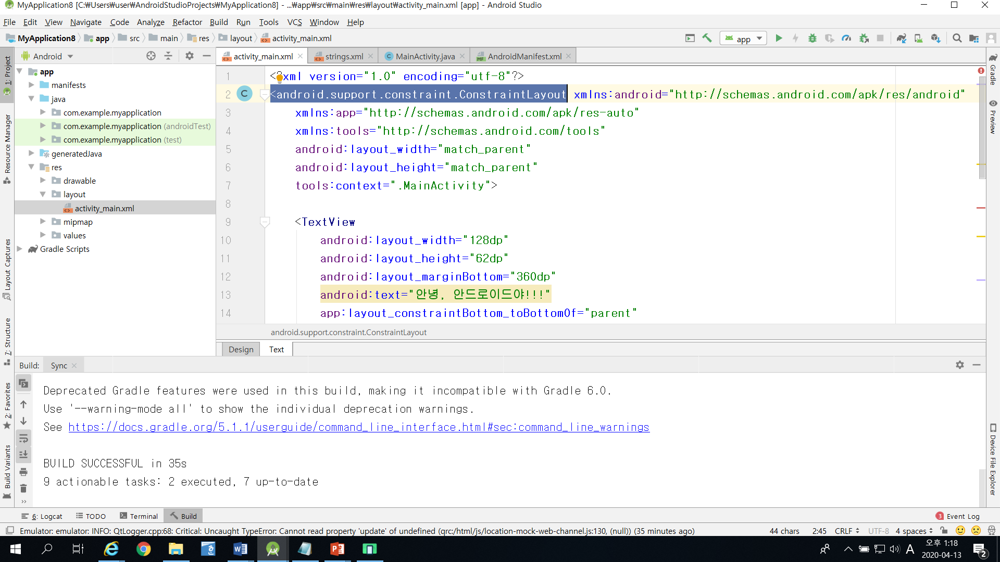 MyApplication8 [C:₩Users₩user₩AndroidStudioProjects₩MyApplication8] - ...₩app₩src₩main₩res₩layout₩activity_main.xml [app] - Android Studio
File Edit View Navigate Code Analyze Refactor Build Run Tools VCS Window Help
MyApplication8 app src main res layout activity_main.xml
app
1: Project
Resource Manager
Layout Captures
7: Structure
2: Favorites
Build Variants
Android
app
manifests
java
com.example.myapplication
com.example.myapplication (androidTest)
com.example.myapplication (test)
generatedJava
res
drawable
layout
activity_main.xml
mipmap
values
Gradle Scripts
activity_main.xml strings.xml MainActivity.java AndroidManifest.xml
1 <?xml version="1.0" encoding="utf-8"?>
2 <android.support.constraint.ConstraintLayout xmlns:android="http://schemas.android.com/apk/res/android"
3 xmlns:app="http://schemas.android.com/apk/res-auto"
4 xmlns:tools="http://schemas.android.com/tools"
5 android:layout_width="match_parent"
6 android:layout_height="match_parent"
7 tools:context=".MainActivity">
8
9 <TextView
10 android:layout_width="128dp"
11 android:layout_height="62dp"
12 android:layout_marginBottom="360dp"
13 android:text="안녕, 안드로이드야!!!"
14 app:layout_constraintBottom_toBottomOf="parent"
android.support.constraint.ConstraintLayout
Design Text
Gradle
Preview
Device File Explorer
Build: Sync
Deprecated Gradle features were used in this build, making it incompatible with Gradle 6.0.
Use '--warning-mode all' to show the individual deprecation warnings.
See https://docs.gradle.org/5.1.1/userguide/command_line_interface.html#sec:command_line_warnings
BUILD SUCCESSFUL in 35s
9 actionable tasks: 2 executed, 7 up-to-date
6: Logcat TODO Terminal Build
3 Event Log
Emulator: emulator: INFO: QtLogger.cpp:68: Critical: Uncaught TypeError: Cannot read property 'update' of undefined (qrc:/html/js/location-mock-web-channel.js:130, (null)) (35 minutes ago)
44 chars 2:45 CRLF UTF-8 4 spaces
A
오후 1:18
2020-04-13
2